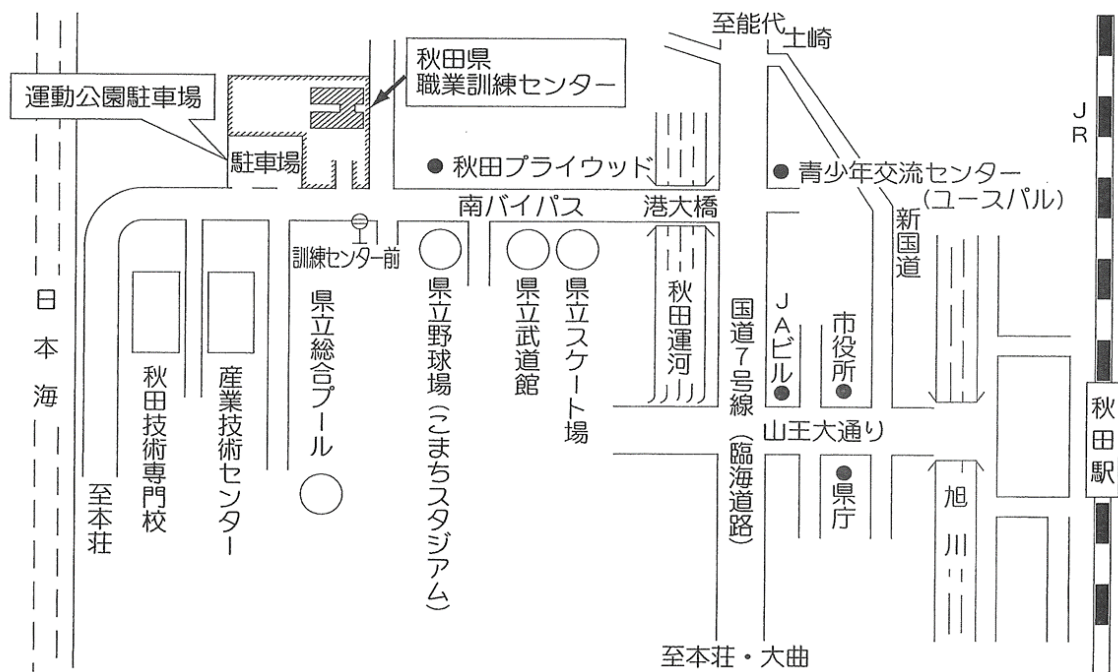 至能代
土崎
秋田県
職業訓練センター
運動公園駐車場
駐車場
JR
秋田プライウッド
青少年交流センター
(ユースパル)
南バイパス
港大橋
新国道
訓練センター前
日本海
県立総合プール
県立野球場(こまちスタジアム)
県立武道館
県立スケート場
秋田運河
国道7号線(臨海道路)
JAビル
市役所
秋田技術専門校
産業技術センター
山王大通り
秋田駅
至本荘
県庁
旭川
至本荘・大曲